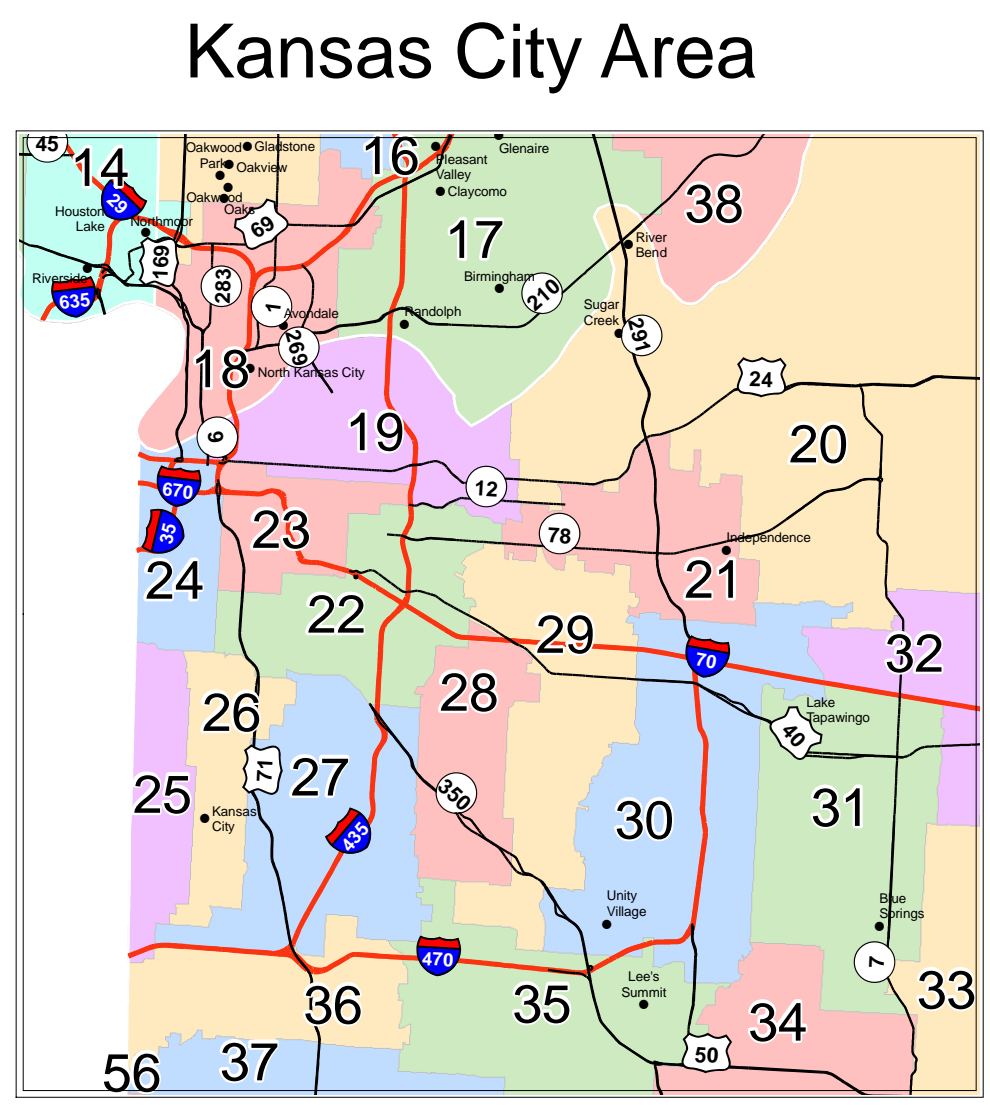 Kansas City Area
45
14
Oakwood
Park
Gladstone
Oakview
Oakwood
Oaks
16
Pleasant
Valley
Glenaire
Claycomo
38
29
Houston
Lake
Northmoor
69
17
River
Bend
169
Riverside
635
283
1
Birmingham
210
Avondale
269
Randolph
Sugar
Creek
291
18
North Kansas City
24
19
6
20
670
12
35
23
78
Independence
24
22
29
21
70
32
28
26
Lake
Tapawingo
40
71
27
25
Kansas
City
350
435
30
31
Unity
Village
Blue
Springs
470
7
Lee's
Summit
36
35
33
34
37
56
50